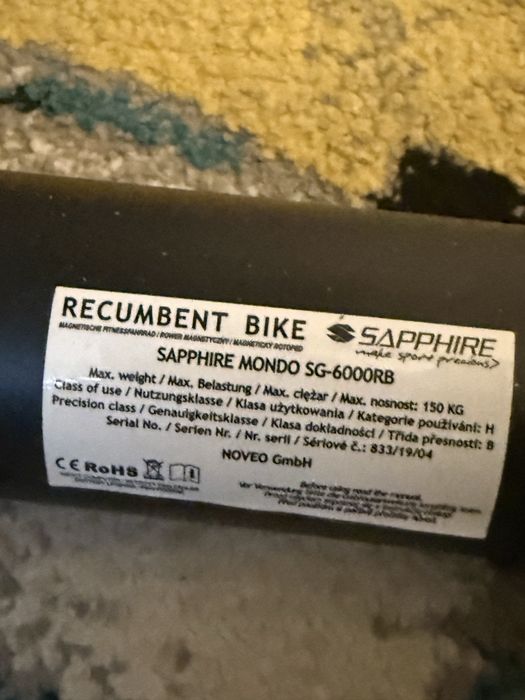 RECUMBENT BIKE
MAGNETISCHE FITNESSFAHRRAD / ROWER MAGNETYCZNY / MAGNETICKÝ ROTOPED
SAPPHIRE
make sport precious>
SAPPHIRE MONDO SG-6000RB
Max. weight / Max. Belastung / Max. ciężar / Max. nosnost: 150 KG
Class of use / Nutzungsklasse / Klasa użytkowania / Kategorie používání: H
Precision class / Genauigkeitsklasse / Klasa dokładności / Třída přesnosti: B
Serial No. / Serien Nr. / Nr. serii / Sériové č.: 833/19/04
NOVEO GmbH
CE RoHS
Before using read the manual.